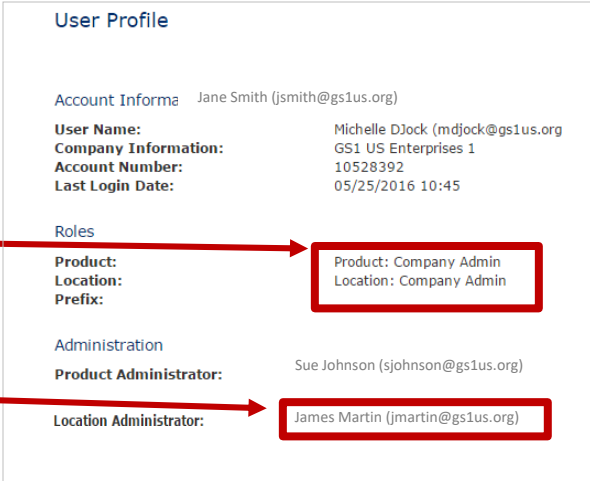 User Profile
Account Informa Jane Smith (jsmith@gs1us.org)
User Name: Michelle DJock (mdjock@gs1us.org
Company Information: GS1 US Enterprises 1
Account Number: 10528392
Last Login Date: 05/25/2016 10:45
Roles
Product: Product: Company Admin
Location: Location: Company Admin
Prefix:
Administration
Product Administrator: Sue Johnson (sjohnson@gs1us.org)
Location Administrator: James Martin (jmartin@gs1us.org)